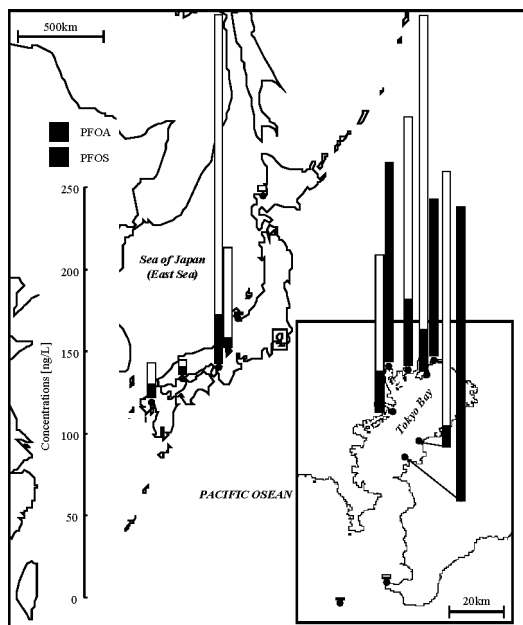 500km
PFOA
PFOS
250
200
150
100
50
0
Concentrations [ng/L]
Sea of Japan
(East Sea)
PACIFIC OSEAN
Tokyo Bay
20km